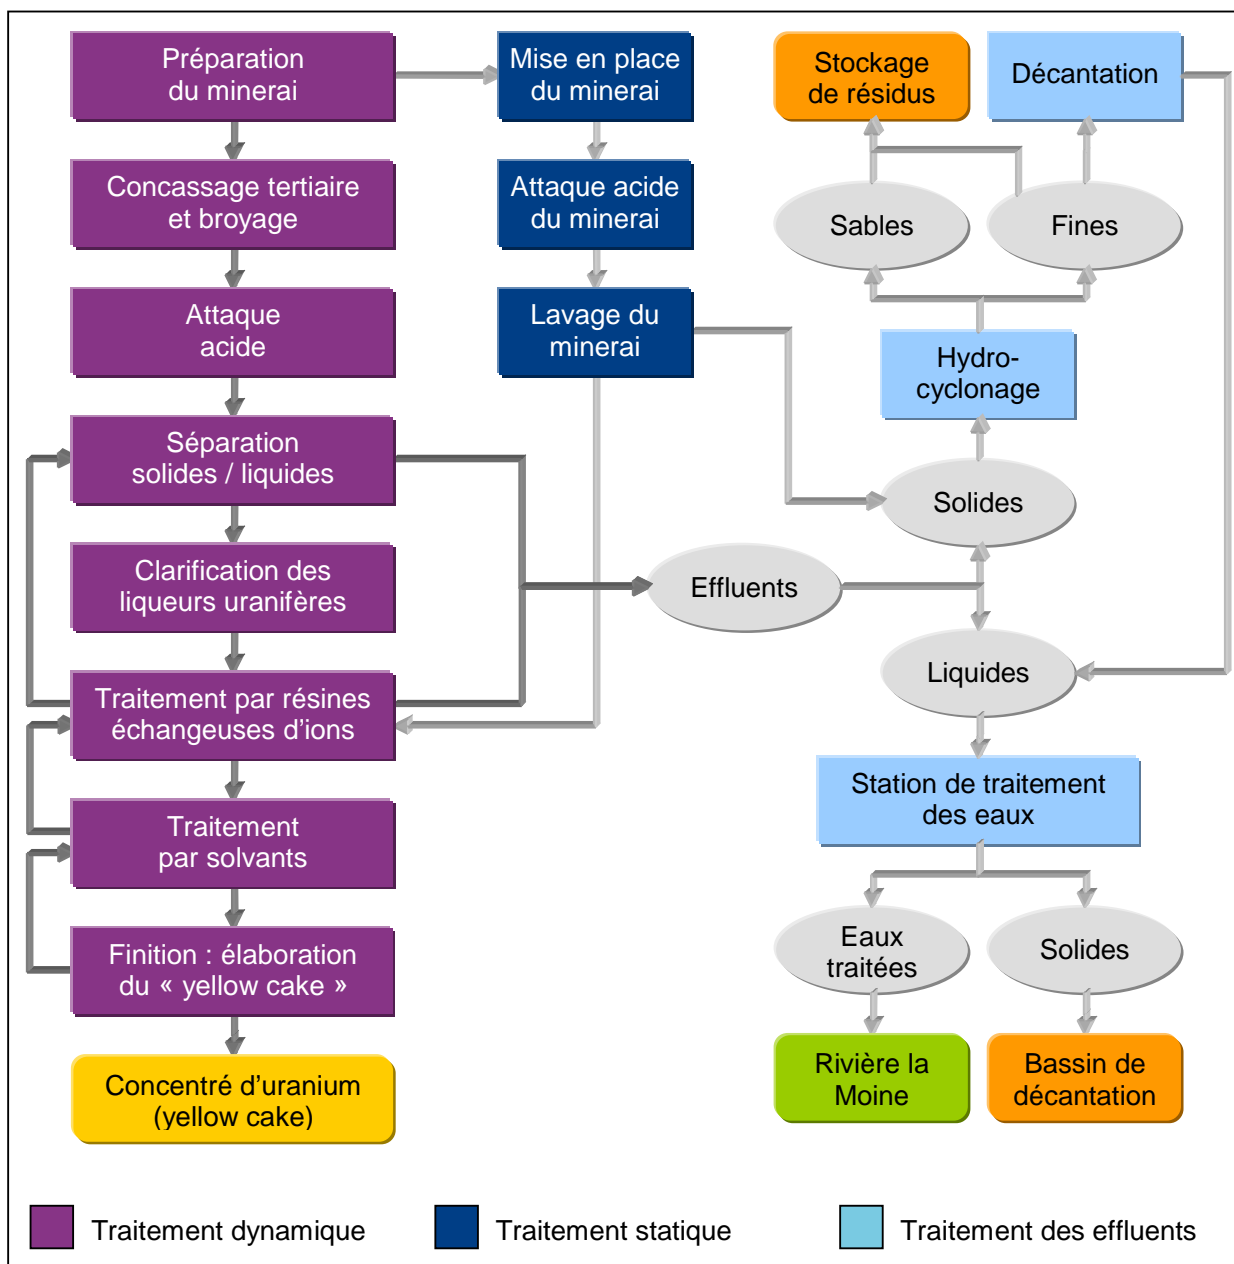 Préparation
du minerai
Concassage tertiaire
et broyage
Attaque
acide
Séparation
solides / liquides
Clarification des
liqueurs uranifères
Traitement par résines
échangeuses d'ions
Traitement
par solvants
Finition : élaboration
du « yellow cake »
Concentré d'uranium
(yellow cake)
Mise en place
du minerai
Attaque acide
du minerai
Lavage du
minerai
Effluents
Stockage
de résidus
Décantation
Sables
Fines
Hydro-
cyclonage
Solides
Liquides
Station de traitement
des eaux
Eaux
traitées
Solides
Rivière la
Moine
Bassin de
décantation
Traitement dynamique
Traitement statique
Traitement des effluents